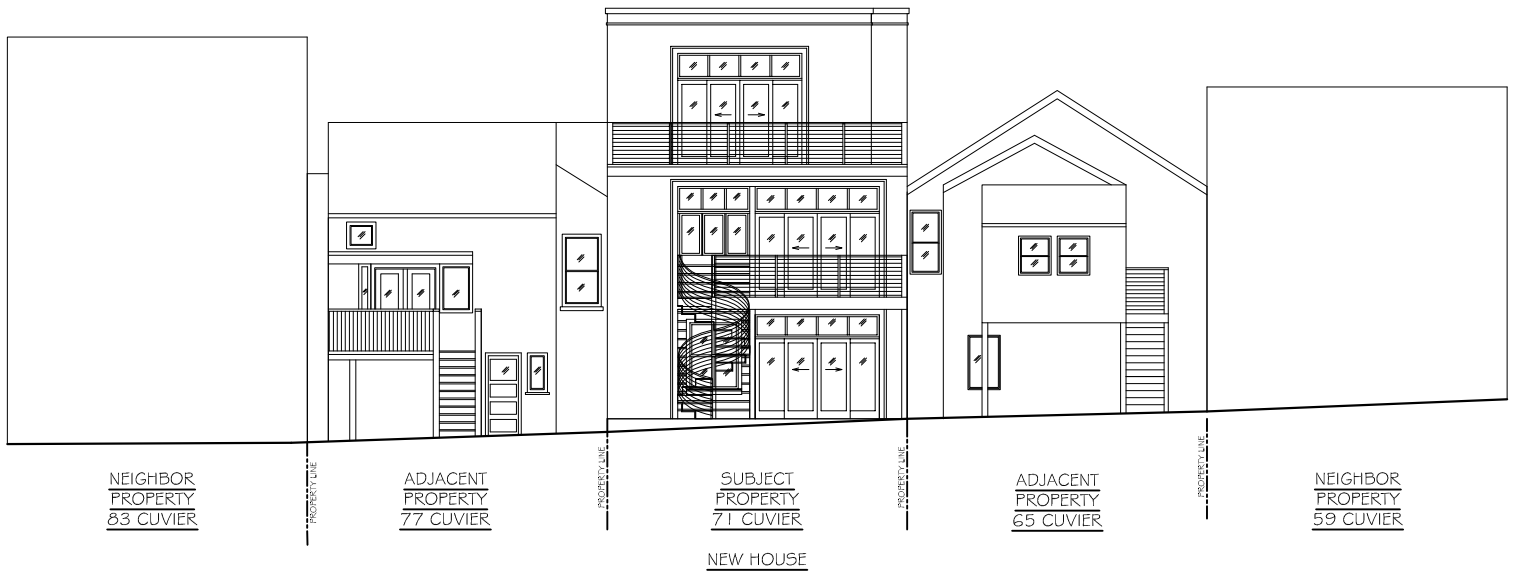 NEIGHBOR
PROPERTY
83 CUVIER
PROPERTY LINE
ADJACENT
PROPERTY
77 CUVIER
PROPERTY LINE
SUBJECT
PROPERTY
71 CUVIER
NEW HOUSE
PROPERTY LINE
ADJACENT
PROPERTY
65 CUVIER
PROPERTY LINE
NEIGHBOR
PROPERTY
59 CUVIER